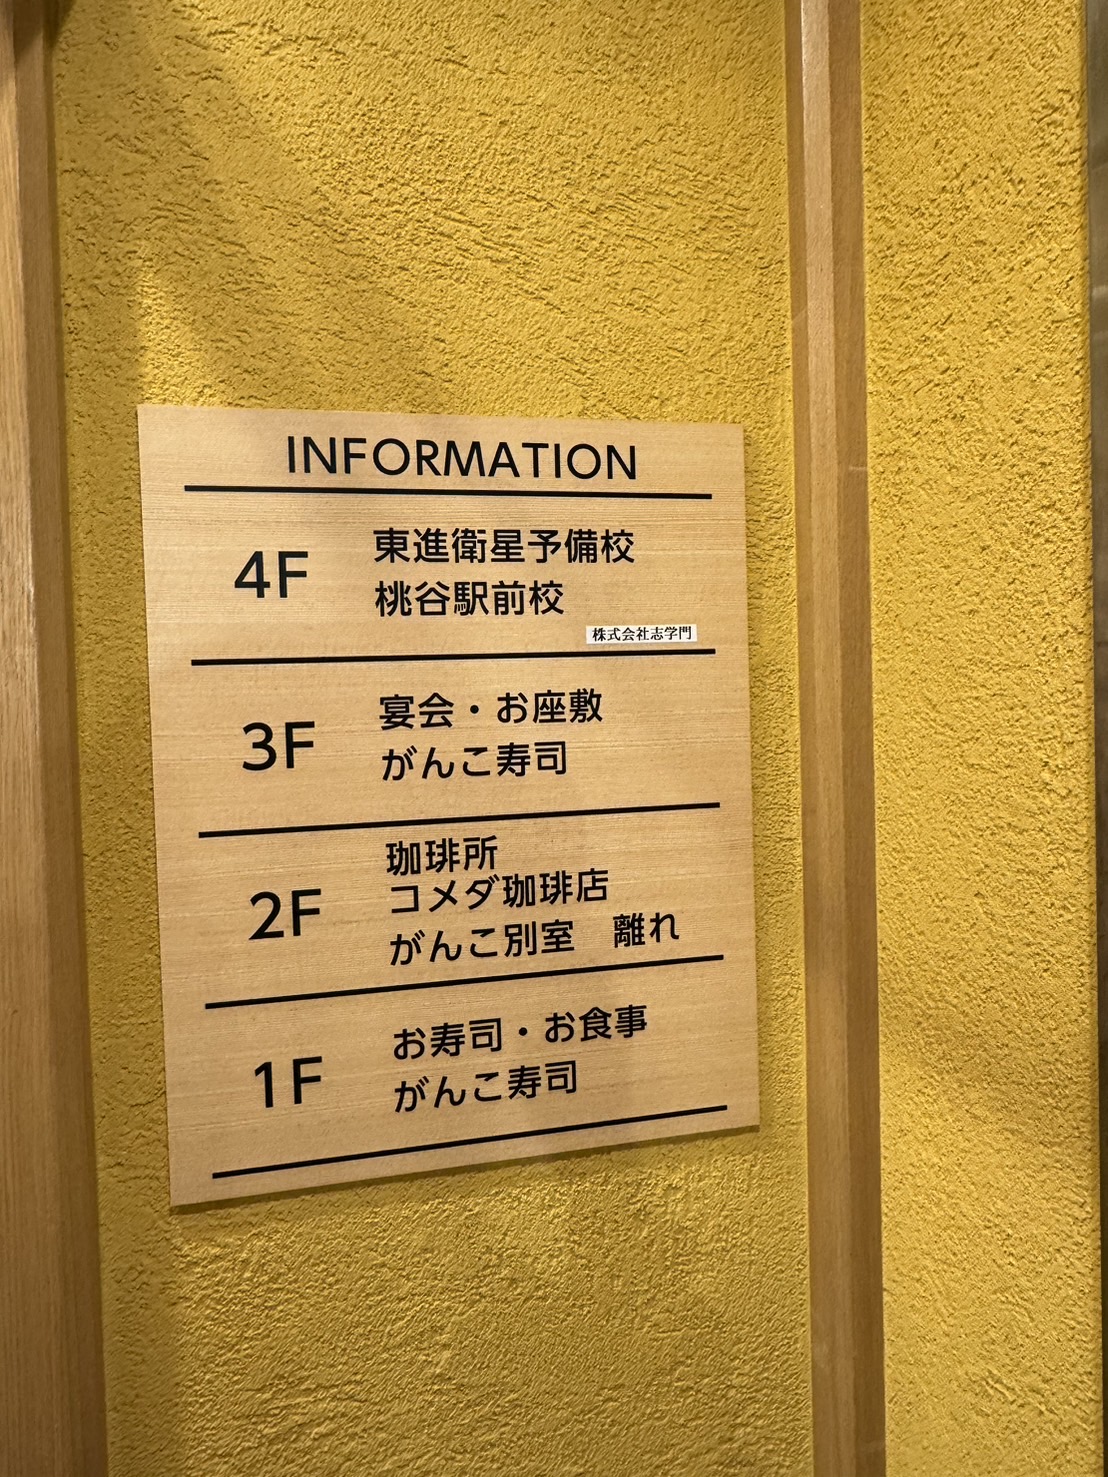 INFORMATION
4F
東進衛星予備校
桃谷駅前校
株式会社志学門
3F
宴会・お座敷
がんこ寿司
2F
珈琲所
コメダ珈琲店
がんこ別室　離れ
1F
お寿司・お食事
がんこ寿司